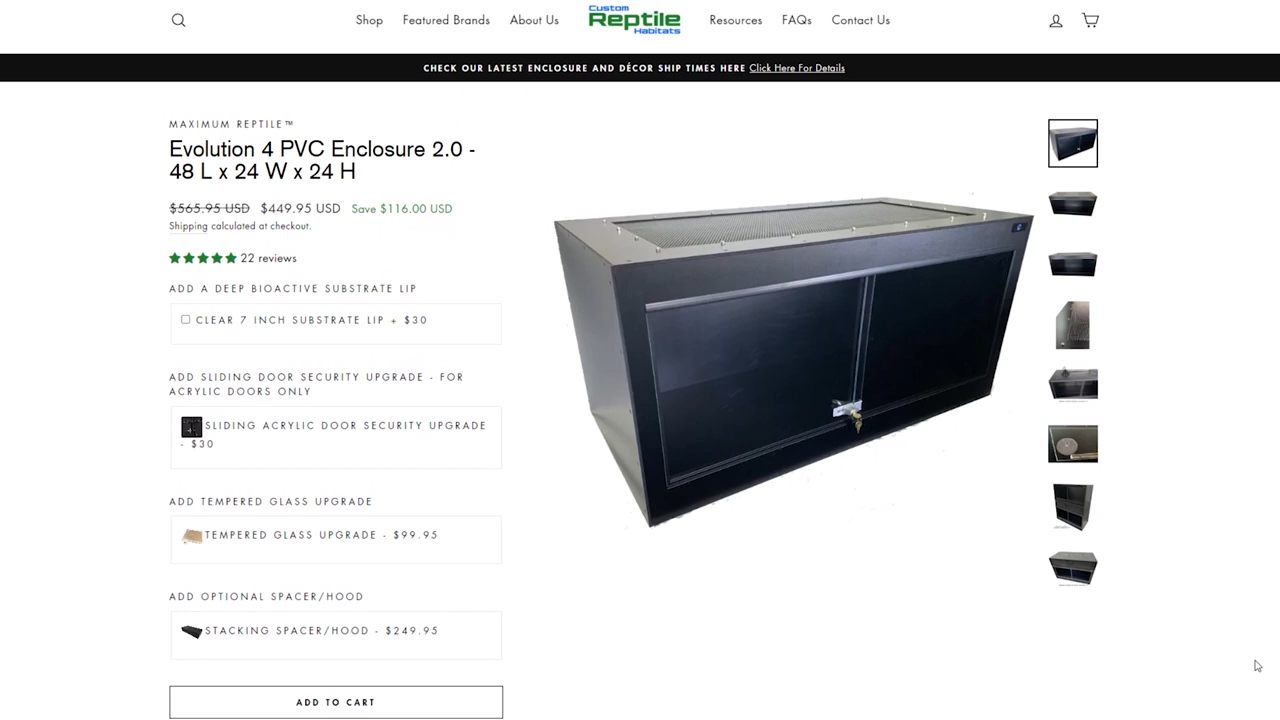 Shop
Featured Brands
About Us
Custom
Reptile
Habitats
Resources
FAQs
Contact Us
CHECK OUR LATEST ENCLOSURE AND DÉCOR SHIP TIMES HERE Click Here For Details
MAXIMUM REPTILE™
Evolution 4 PVC Enclosure 2.0 -
48 L x 24 W x 24 H
$565.95 USD $449.95 USD Save $116.00 USD
Shipping calculated at checkout.
22 reviews
ADD A DEEP BIOACTIVE SUBSTRATE LIP
CLEAR 7 INCH SUBSTRATE LIP + $30
ADD SLIDING DOOR SECURITY UPGRADE - FOR
ACRYLIC DOORS ONLY
SLIDING ACRYLIC DOOR SECURITY UPGRADE
- $30
ADD TEMPERED GLASS UPGRADE
TEMPERED GLASS UPGRADE - $99.95
ADD OPTIONAL SPACER/HOOD
STACKING SPACER/HOOD - $249.95
ADD TO CART